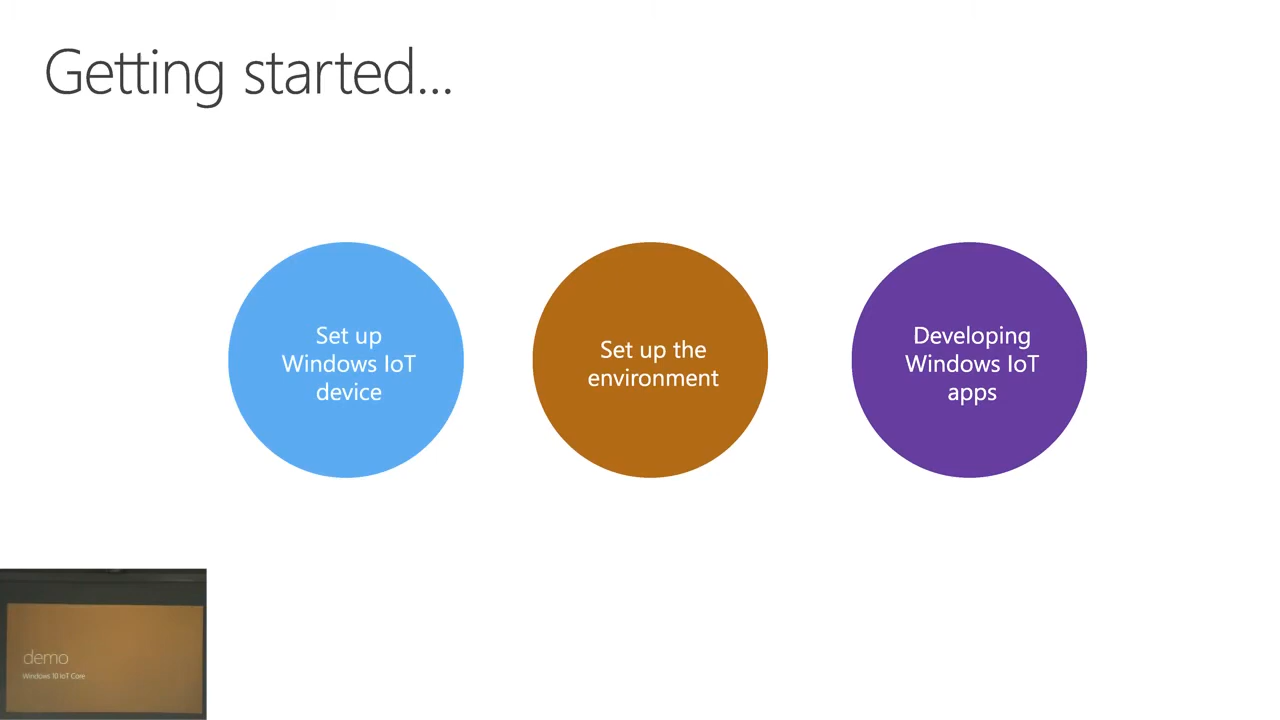 Getting started...
Set up
Windows IoT
device
Set up the
environment
Developing
Windows IoT
apps
demo
Windows 10 IoT Core